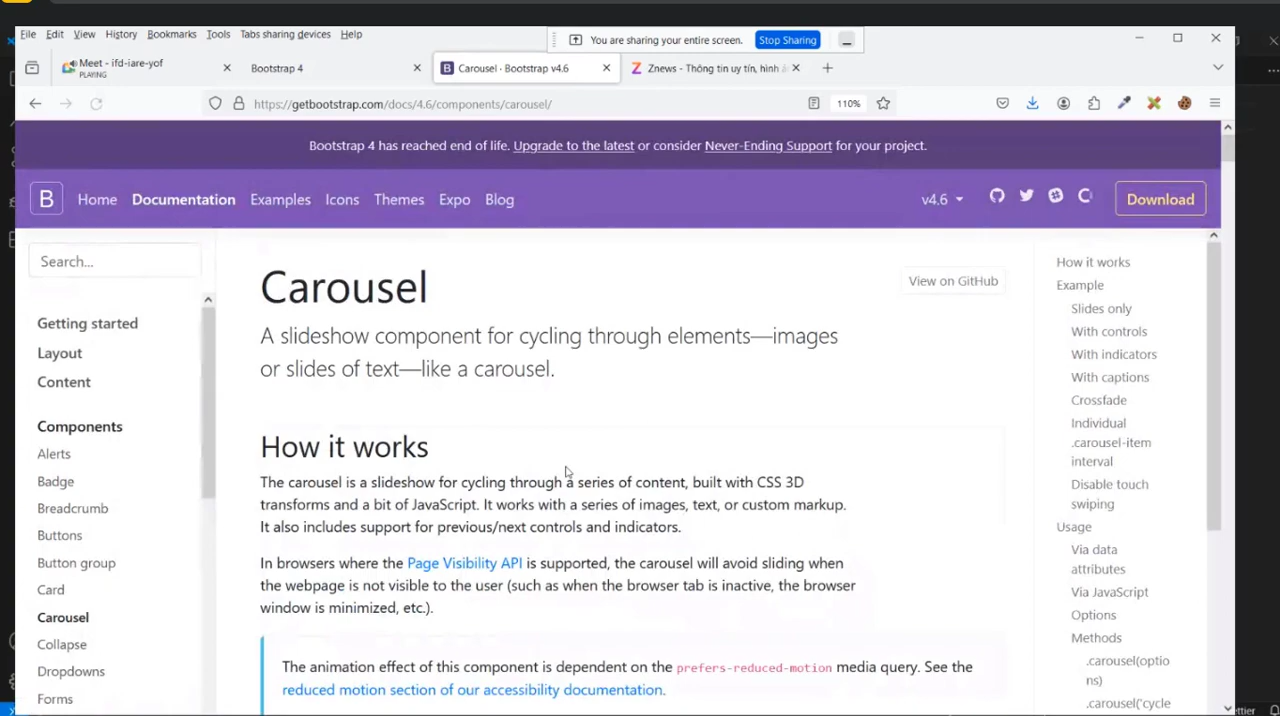 File Edit View History Bookmarks Tools Tabs sharing devices Help
You are sharing your entire screen. Stop Sharing
Meet - ifd-iare-yof
PLAYING
Bootstrap 4
Carousel · Bootstrap v4.6
Znews - Thông tin uy tín, hình ả
https://getbootstrap.com/docs/4.6/components/carousel/
110%
Bootstrap 4 has reached end of life. Upgrade to the latest or consider Never-Ending Support for your project.
B Home Documentation Examples Icons Themes Expo Blog v4.6 Download
Search...
Getting started
Layout
Content
Components
Alerts
Badge
Breadcrumb
Buttons
Button group
Card
Carousel
Collapse
Dropdowns
Forms
Carousel
View on GitHub
A slideshow component for cycling through elements—images
or slides of text—like a carousel.
How it works
The carousel is a slideshow for cycling through a series of content, built with CSS 3D
transforms and a bit of JavaScript. It works with a series of images, text, or custom markup.
It also includes support for previous/next controls and indicators.
In browsers where the Page Visibility API is supported, the carousel will avoid sliding when
the webpage is not visible to the user (such as when the browser tab is inactive, the browser
window is minimized, etc.).
The animation effect of this component is dependent on the prefers-reduced-motion media query. See the
reduced motion section of our accessibility documentation.
How it works
Example
Slides only
With controls
With indicators
With captions
Crossfade
Individual
.carousel-item
interval
Disable touch
swiping
Usage
Via data
attributes
Via JavaScript
Options
Methods
.carousel(optio
ns)
.carousel('cycle